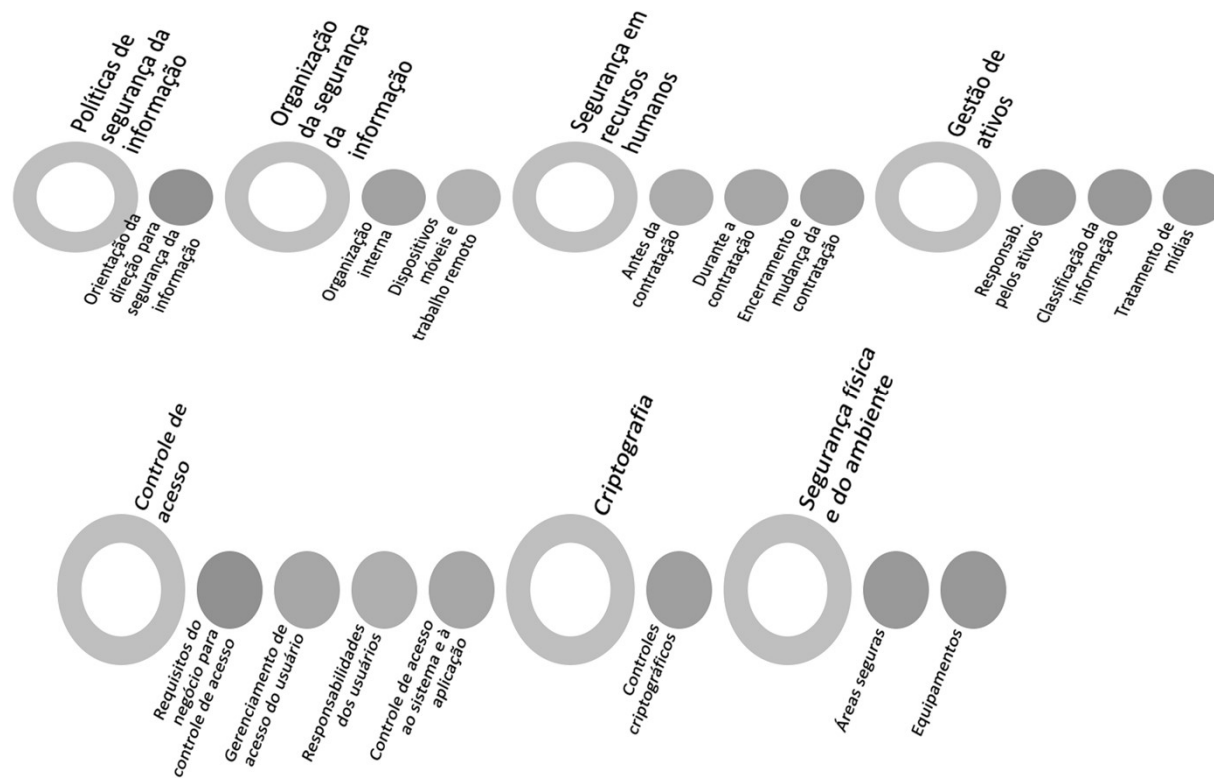 Políticas de
segurança da
informação
Orientação da
direção para
segurança da
informação
Organização
da segurança
da
informação
Organização
interna
Dispositivos
móveis e
trabalho remoto
Segurança em
recursos
humanos
Antes da
contratação
Durante a
contratação
Encerramento e
mudança da
contratação
Gestão de
ativos
Responsab.
pelos ativos
Classificação da
informação
Tratamento de
mídias
Controle de
acesso
Requisitos do
negócio para
controle de acesso
Gerenciamento de
acesso do usuário
Responsabilidades
dos usuários
Controle de acesso
ao sistema e à
aplicação
Criptografia
Controles
criptográficos
Segurança física
e do ambiente
Áreas seguras
Equipamentos